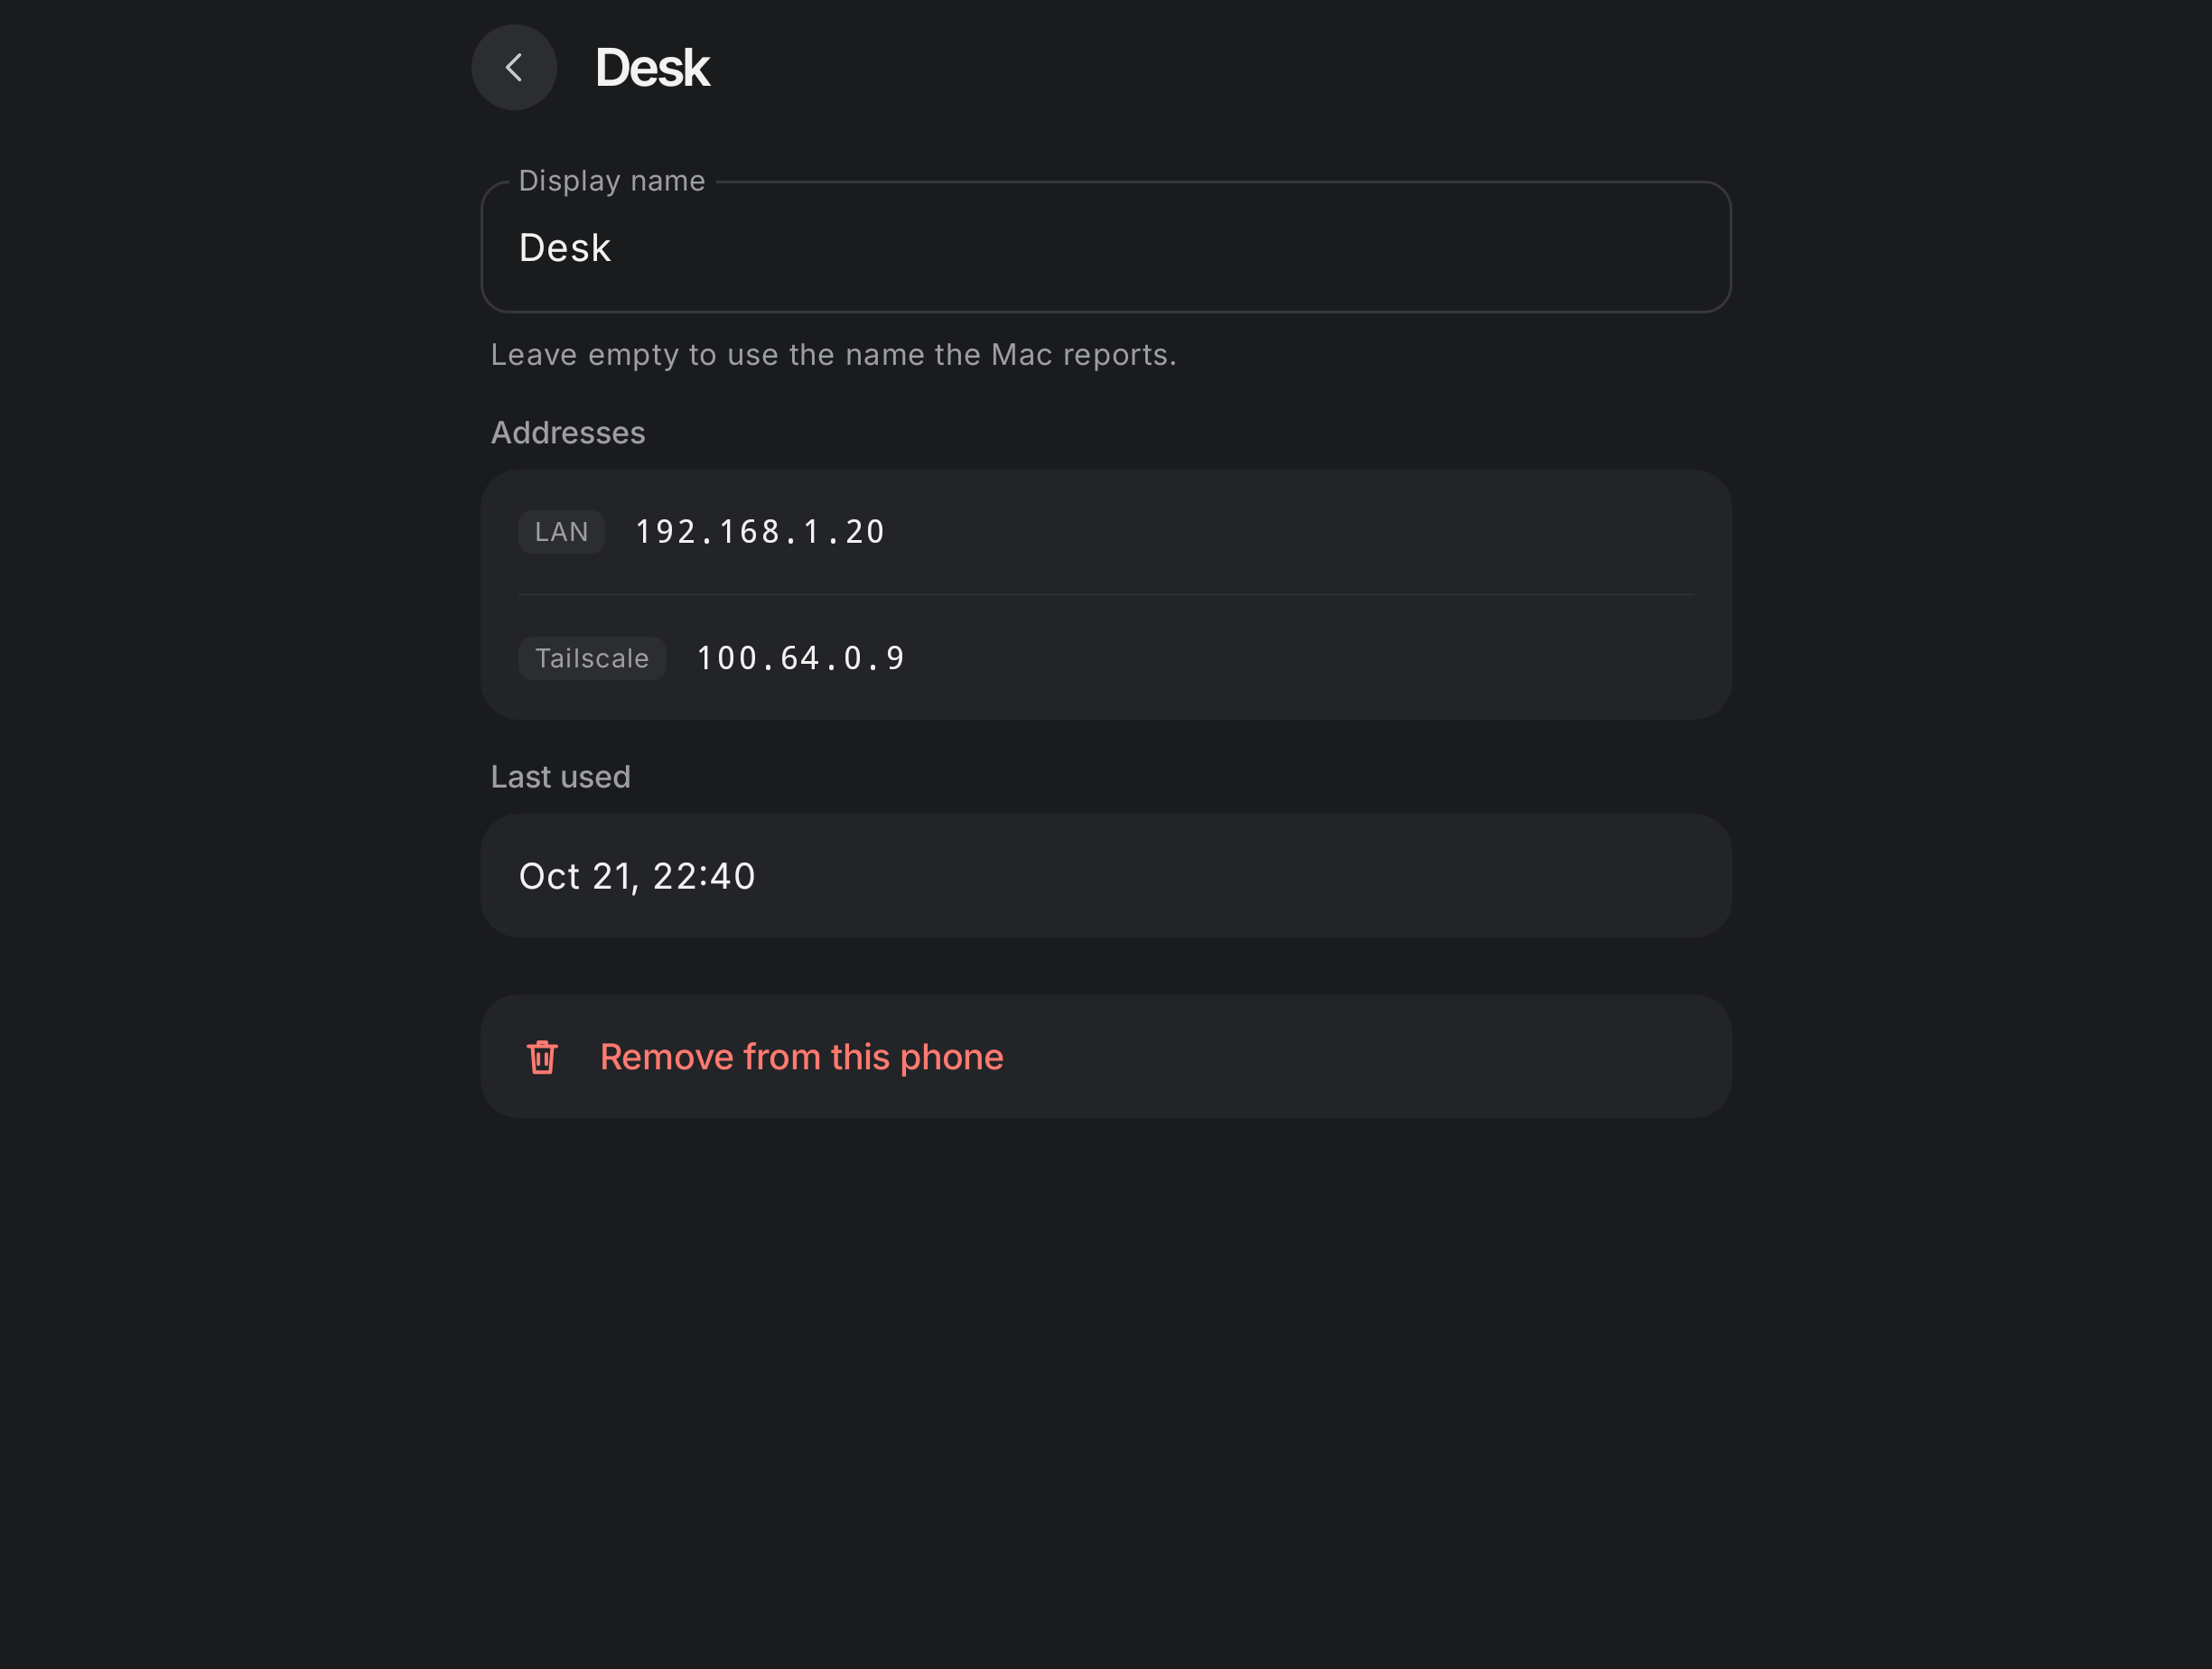 Desk
Display name
Desk
Leave empty to use the name the Mac reports.
Addresses
LAN 192.168.1.20
Tailscale 100.64.0.9
Last used
Oct 21, 22:40
Remove from this phone